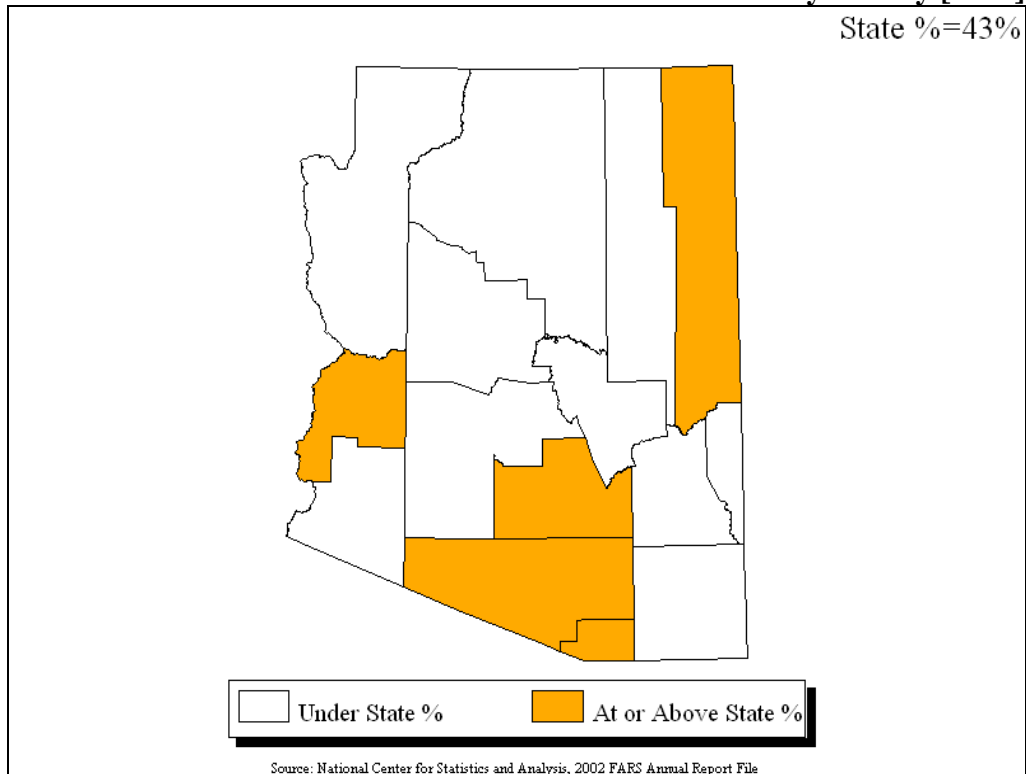 State %=43%
Under State %
At or Above State %
Source: National Center for Statistics and Analysis, 2002 FARS Annual Report File